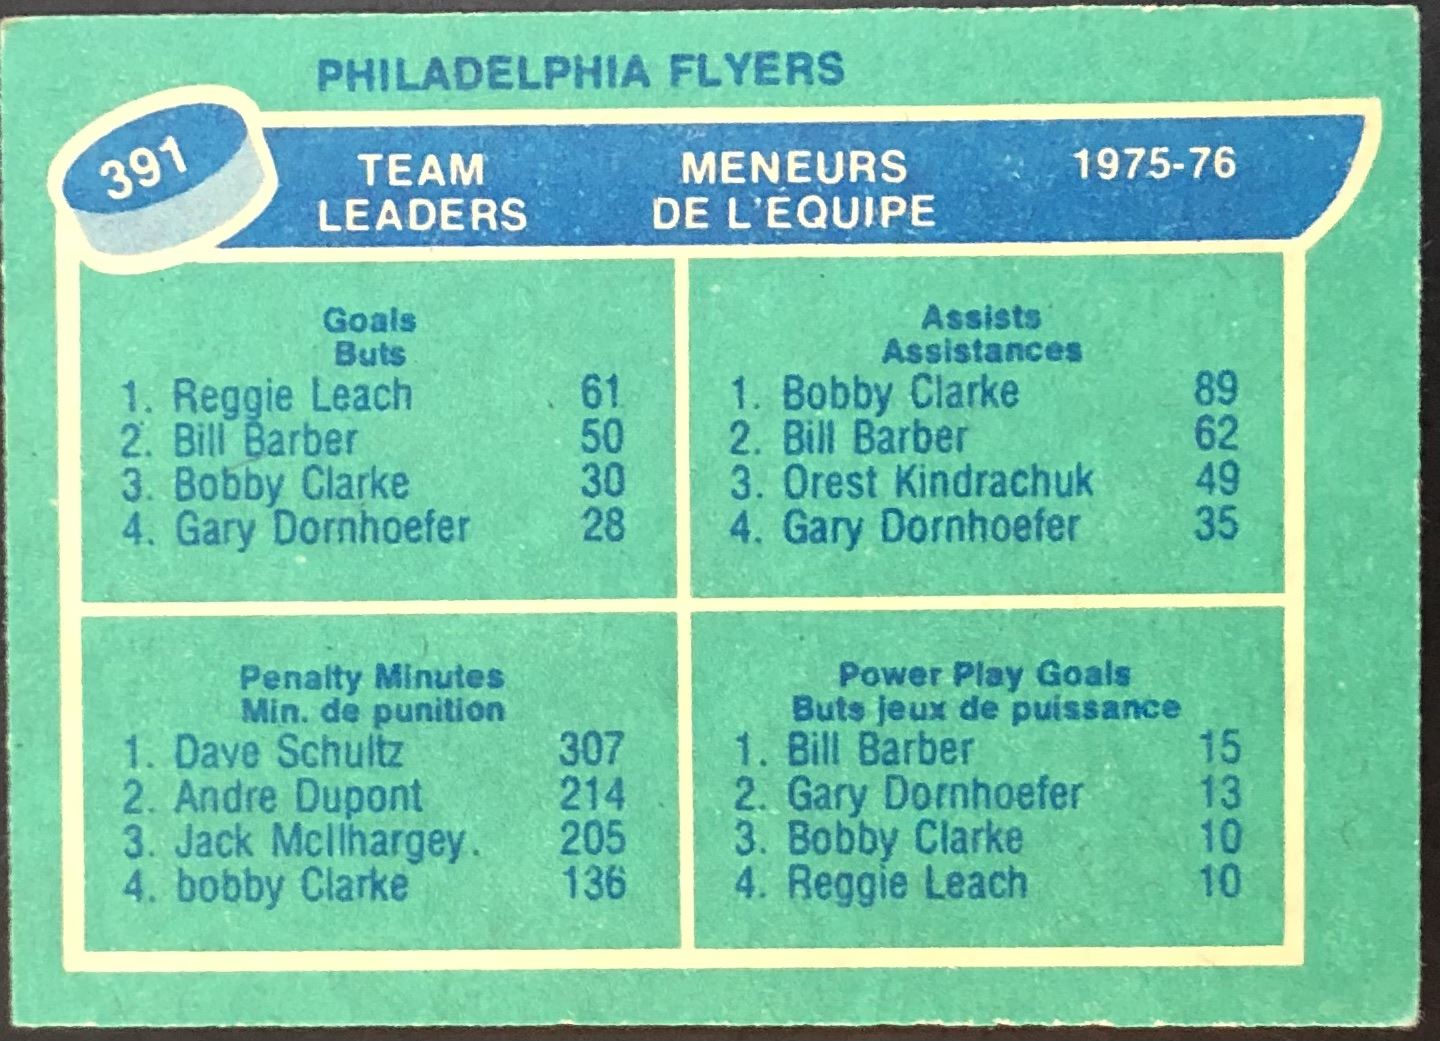 PHILADELPHIA FLYERS
391
TEAM LEADERS
MENEURS DE L'EQUIPE
1975-76
Goals
Buts
1. Reggie Leach 61
2. Bill Barber 50
3. Bobby Clarke 30
4. Gary Dornhoefer 28
Assists
Assistances
1. Bobby Clarke 89
2. Bill Barber 62
3. Orest Kindrachuk 49
4. Gary Dornhoefer 35
Penalty Minutes
Min. de punition
1. Dave Schultz 307
2. Andre Dupont 214
3. Jack McIlhargey. 205
4. bobby Clarke 136
Power Play Goals
Buts jeux de puissance
1. Bill Barber 15
2. Gary Dornhoefer 13
3. Bobby Clarke 10
4. Reggie Leach 10